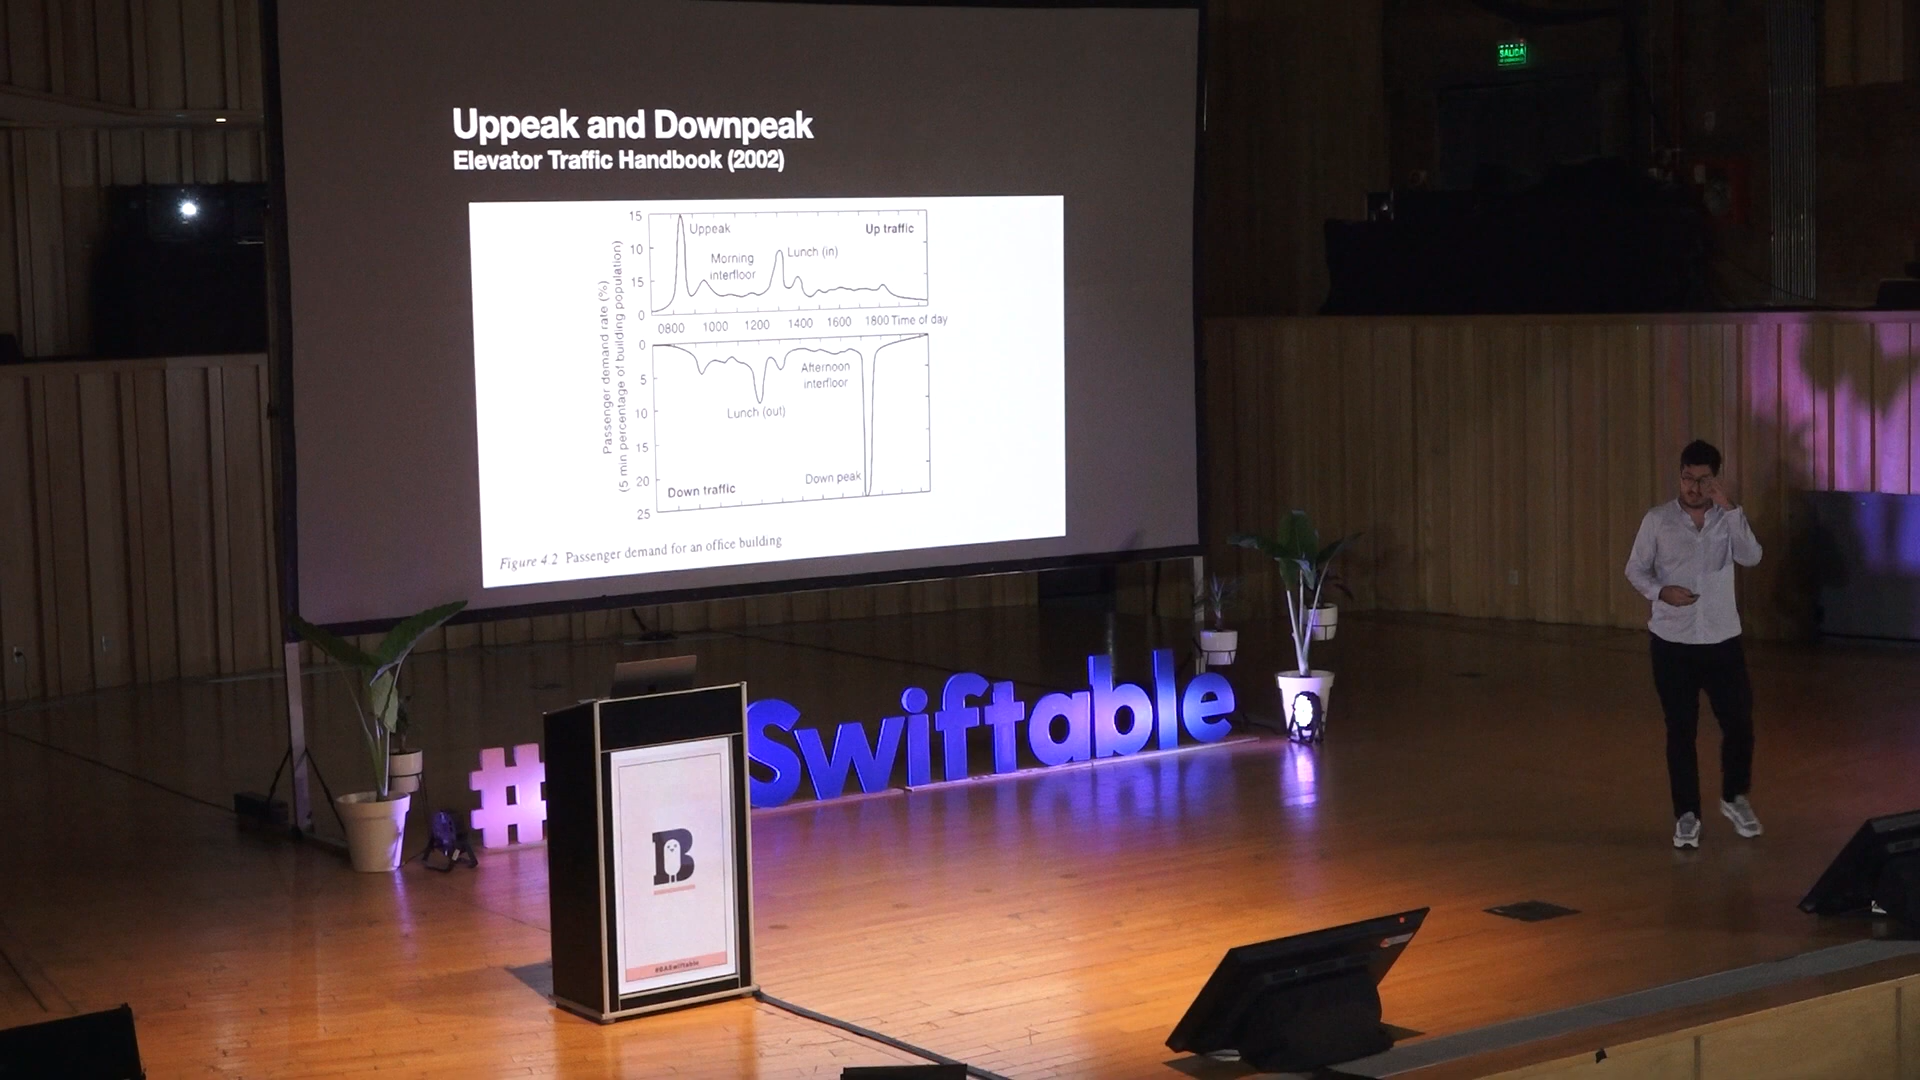 SALIDA
Uppeak and Downpeak
Elevator Traffic Handbook (2002)
Passenger demand rate (%)
(5 min percentage of building population)
15
10
15
0
Uppeak
Up traffic
Morning
interfloor
Lunch (in)
0800 1000 1200 1400 1600 1800 Time of day
0
5
10
15
20
25
Afternoon
interfloor
Lunch (out)
Down peak
Down traffic
Figure 4.2 Passenger demand for an office building
#Swiftable
B
#BASwiftable